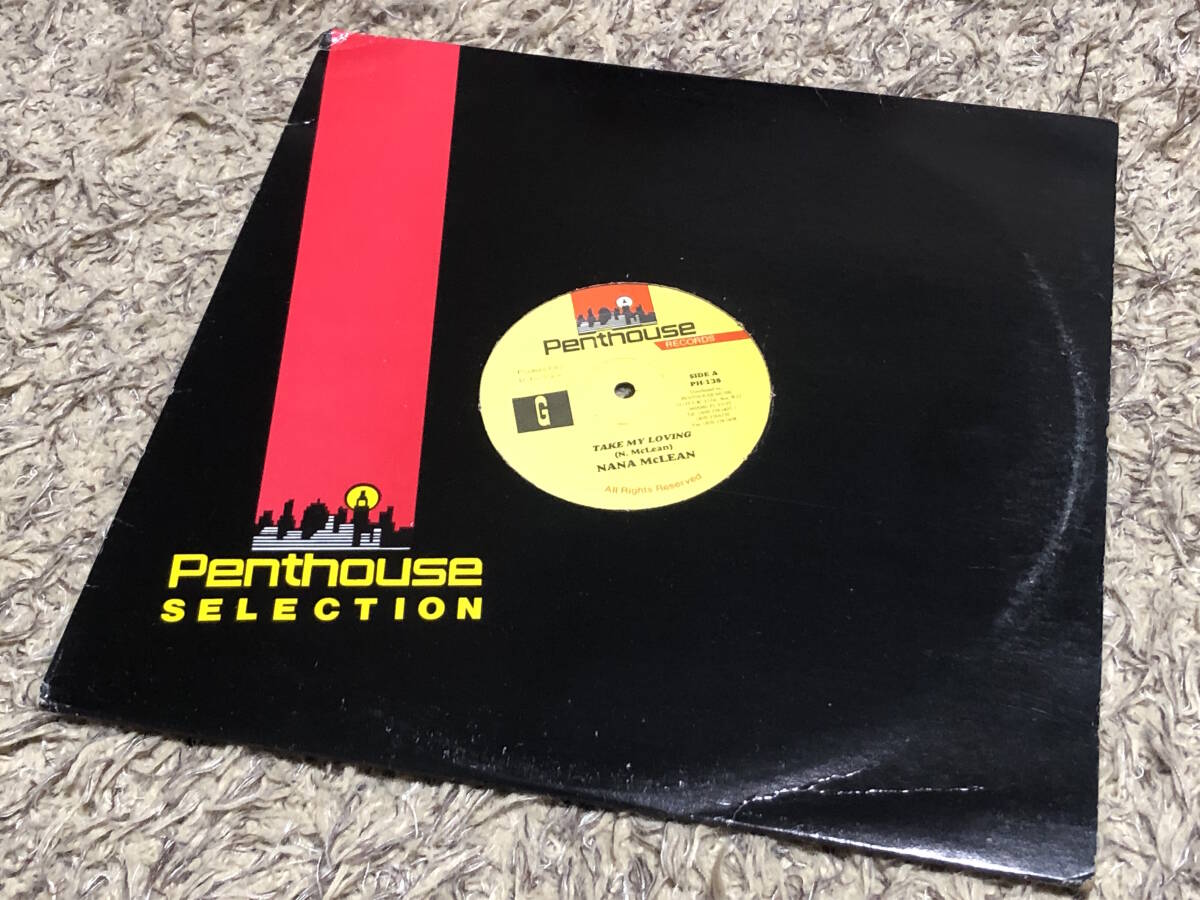 Penthouse
RECORDS
SIDE A
PH-138
G
TAKE MY LOVING
(N. McLean)
NANA McLEAN
All Rights Reserved
Penthouse
SELECTION